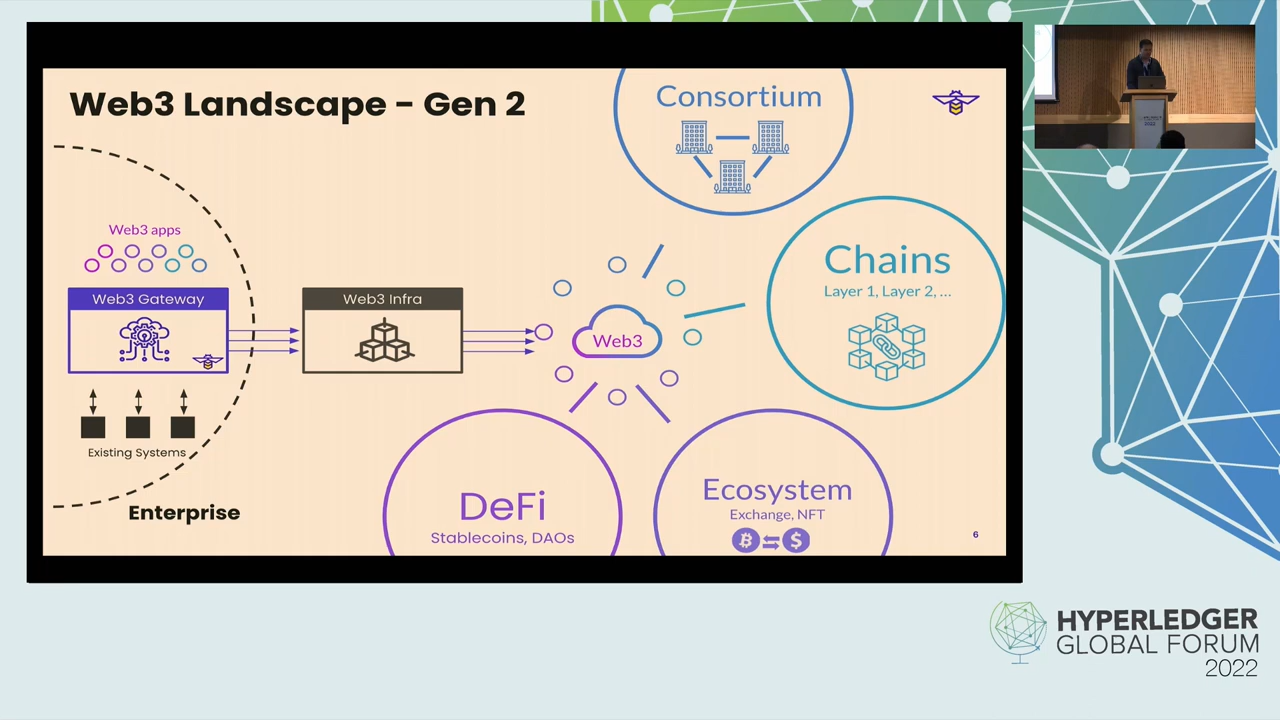 Web3 Landscape - Gen 2
Consortium
Chains
Layer 1, Layer 2, ...
Web3 apps
Web3 Gateway
Web3 Infra
Web3
Existing Systems
Enterprise
DeFi
Stablecoins, DAOs
Ecosystem
Exchange, NFT
6
HYPERLEDGER
GLOBAL FORUM
2022